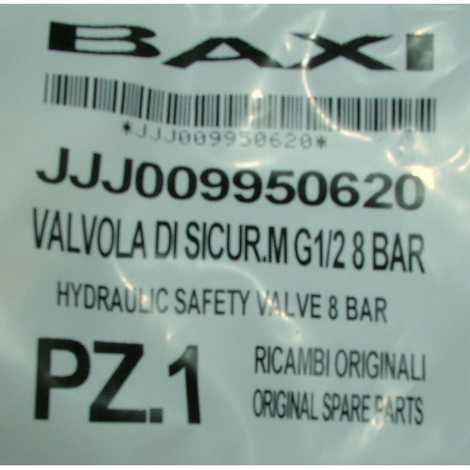 BAXI
*JJJ009950620*
JJJ009950620
VALVOLA DI SICUR.M G1/2 8 BAR
HYDRAULIC SAFETY VALVE 8 BAR
PZ.1
RICAMBI ORIGINALI
ORIGINAL SPARE PARTS